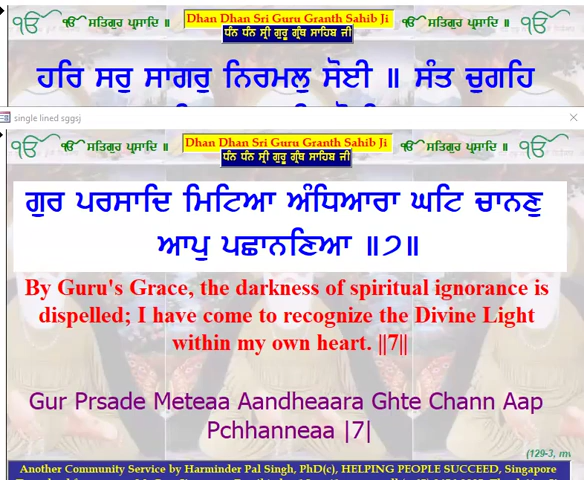 ੴ ੴ ਸਤਿਗੁਰ ਪ੍ਰਸਾਦਿ ॥ Dhan Dhan Sri Guru Granth Sahib Ji ੴ ਸਤਿਗੁਰ ਪ੍ਰਸਾਦਿ ॥ ੴ
ਧੰਨ ਧੰਨ ਸ੍ਰੀ ਗੁਰੂ ਗ੍ਰੰਥ ਸਾਹਿਬ ਜੀ
ਹਰਿ ਸਰੁ ਸਾਗਰੁ ਨਿਰਮਲੁ ਸੋਈ ॥ ਸੰਤ ਚੁਗਹਿ
single lined sggsj
ੴ ੴ ਸਤਿਗੁਰ ਪ੍ਰਸਾਦਿ ॥ Dhan Dhan Sri Guru Granth Sahib Ji ੴ ਸਤਿਗੁਰ ਪ੍ਰਸਾਦਿ ॥ ੴ
ਧੰਨ ਧੰਨ ਸ੍ਰੀ ਗੁਰੂ ਗ੍ਰੰਥ ਸਾਹਿਬ ਜੀ
ਗੁਰ ਪਰਸਾਦਿ ਮਿਟਿਆ ਅੰਧਿਆਰਾ ਘਟਿ ਚਾਨਣੁ
ਆਪੁ ਪਛਾਨਣਿਆ ॥੭॥
By Guru's Grace, the darkness of spiritual ignorance is
dispelled; I have come to recognize the Divine Light
within my own heart. ||7||
Gur Prsade Meteaa Aandheaara Ghte Chann Aap
Pchhanneaa |7|
(129-3, mਃ
Another Community Service by Harminder Pal Singh, PhD(c), HELPING PEOPLE SUCCEED, Singapore